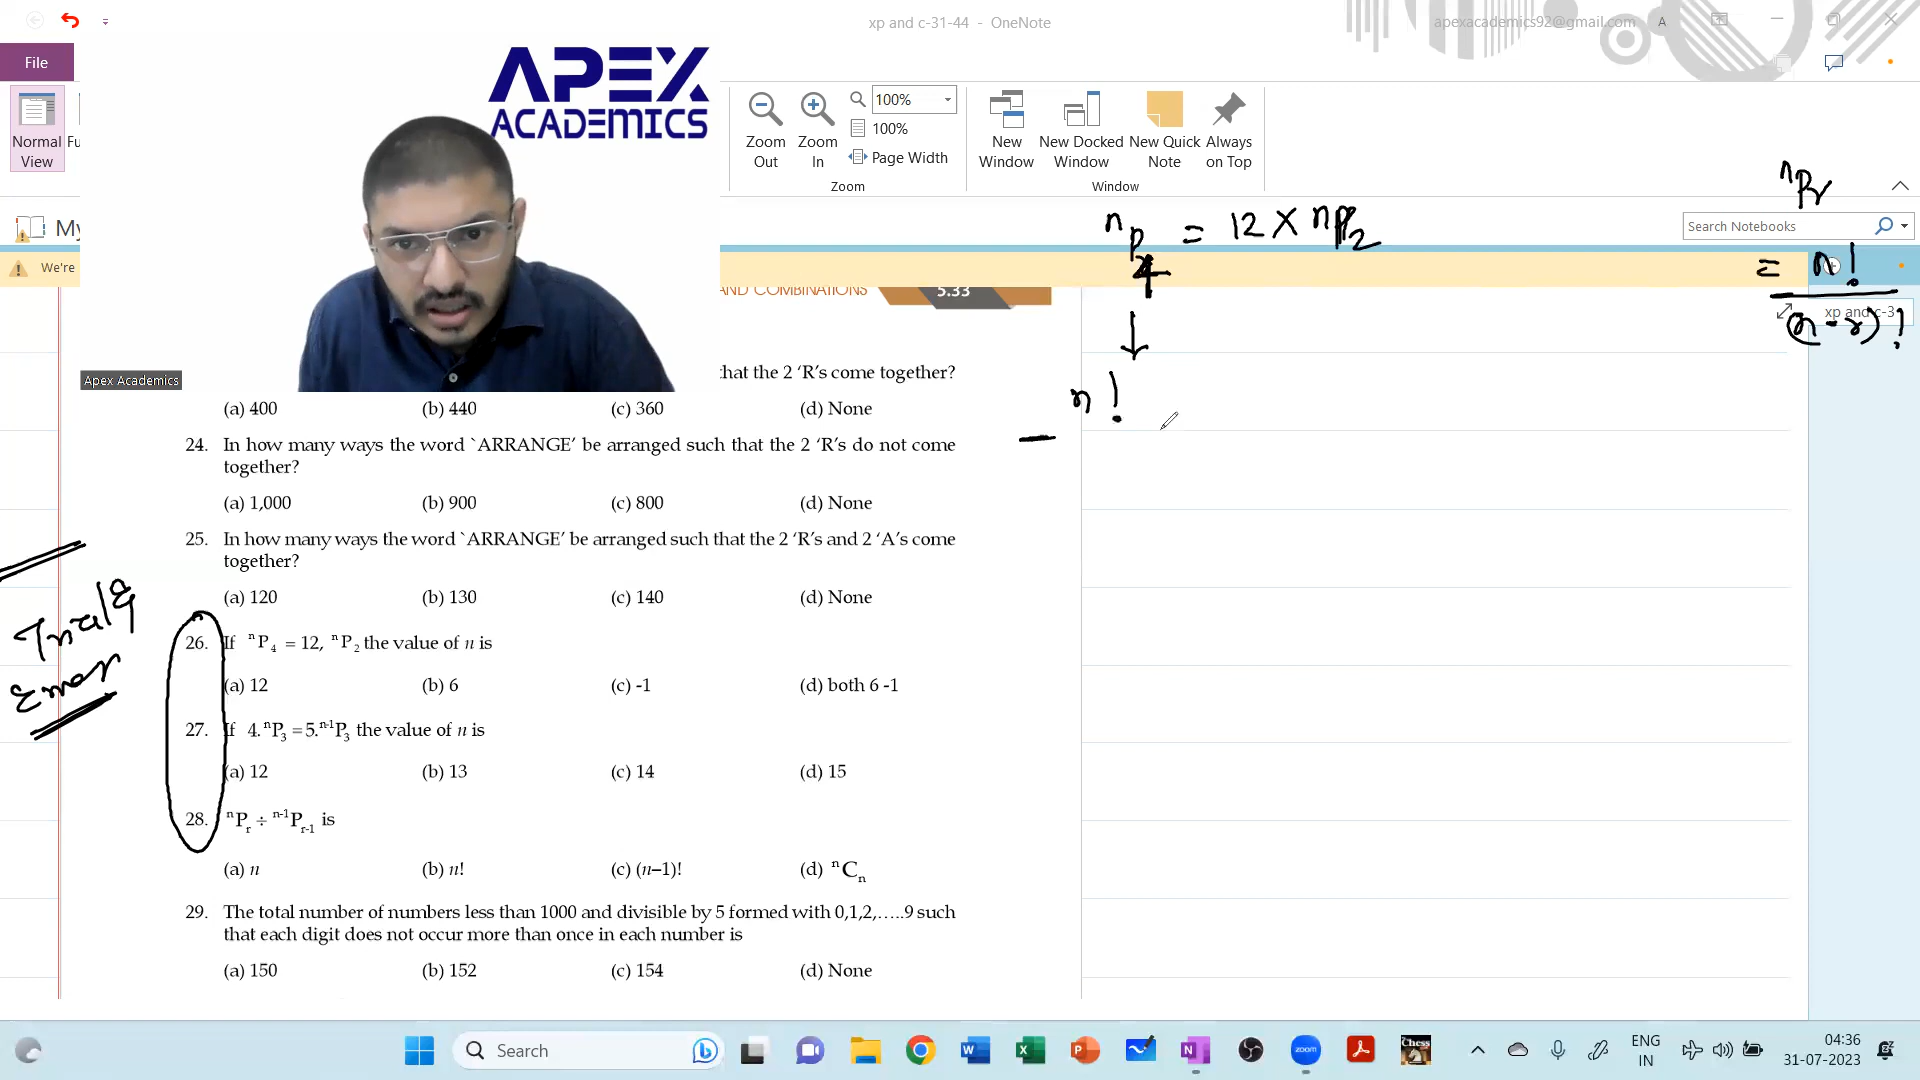 xp and c-31-44 - OneNote
apexacademics92@gmail.com A
File
APEX
ACADEMICS
100%
100%
Page Width
Normal View
Zoom Out
Zoom In
New Window
New Docked Window
New Quick Note
Always on Top
Zoom
Window
nPr
My
nP4 = 12 × nP2
Search Notebooks
We're
= n!
AND COMBINATIONS 5.33
xp and c-3
(n-r)!
↓
Apex Academics
that the 2 'R's come together?
n!
(a) 400 (b) 440 (c) 360 (d) None
24. In how many ways the word `ARRANGE' be arranged such that the 2 'R's do not come
together?
(a) 1,000 (b) 900 (c) 800 (d) None
25. In how many ways the word `ARRANGE' be arranged such that the 2 'R's and 2 'A's come
together?
(a) 120 (b) 130 (c) 140 (d) None
Trial &
Error
26. If nP4 = 12, nP2 the value of n is
(a) 12 (b) 6 (c) -1 (d) both 6 -1
27. If 4.nP3 = 5.n-1P3 the value of n is
(a) 12 (b) 13 (c) 14 (d) 15
28. nPr ÷ n-1Pr-1 is
(a) n (b) n! (c) (n–1)! (d) nCn
29. The total number of numbers less than 1000 and divisible by 5 formed with 0,1,2,…..9 such
that each digit does not occur more than once in each number is
(a) 150 (b) 152 (c) 154 (d) None
Search
zoom
Chess
ENG
IN
04:36
31-07-2023